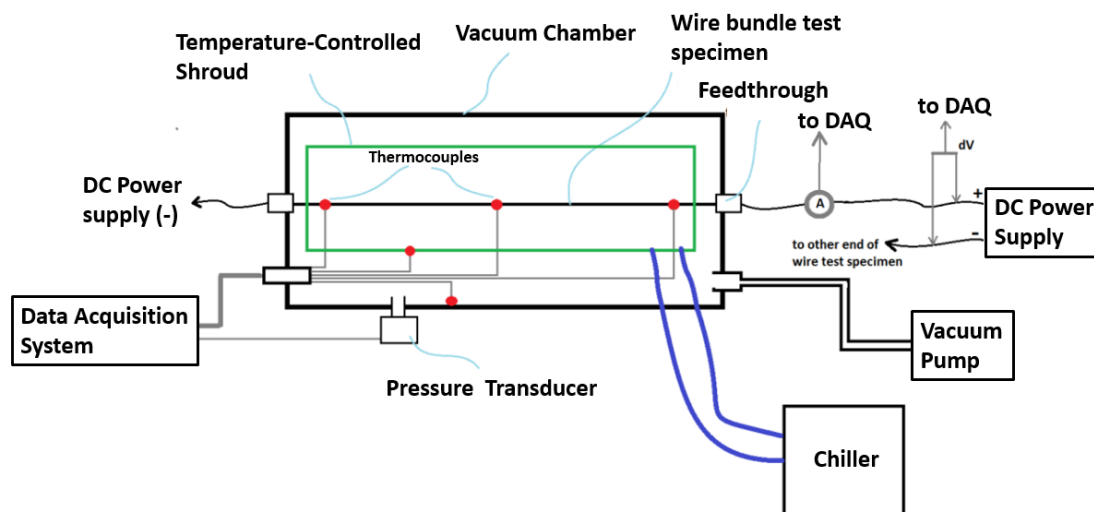 Temperature-Controlled
Shroud
Vacuum Chamber
Wire bundle test
specimen
Feedthrough
to DAQ
to DAQ
dV
Thermocouples
DC Power
supply (-)
A
+
-
DC Power
Supply
to other end of
wire test specimen
Data Acquisition
System
Pressure Transducer
Vacuum
Pump
Chiller